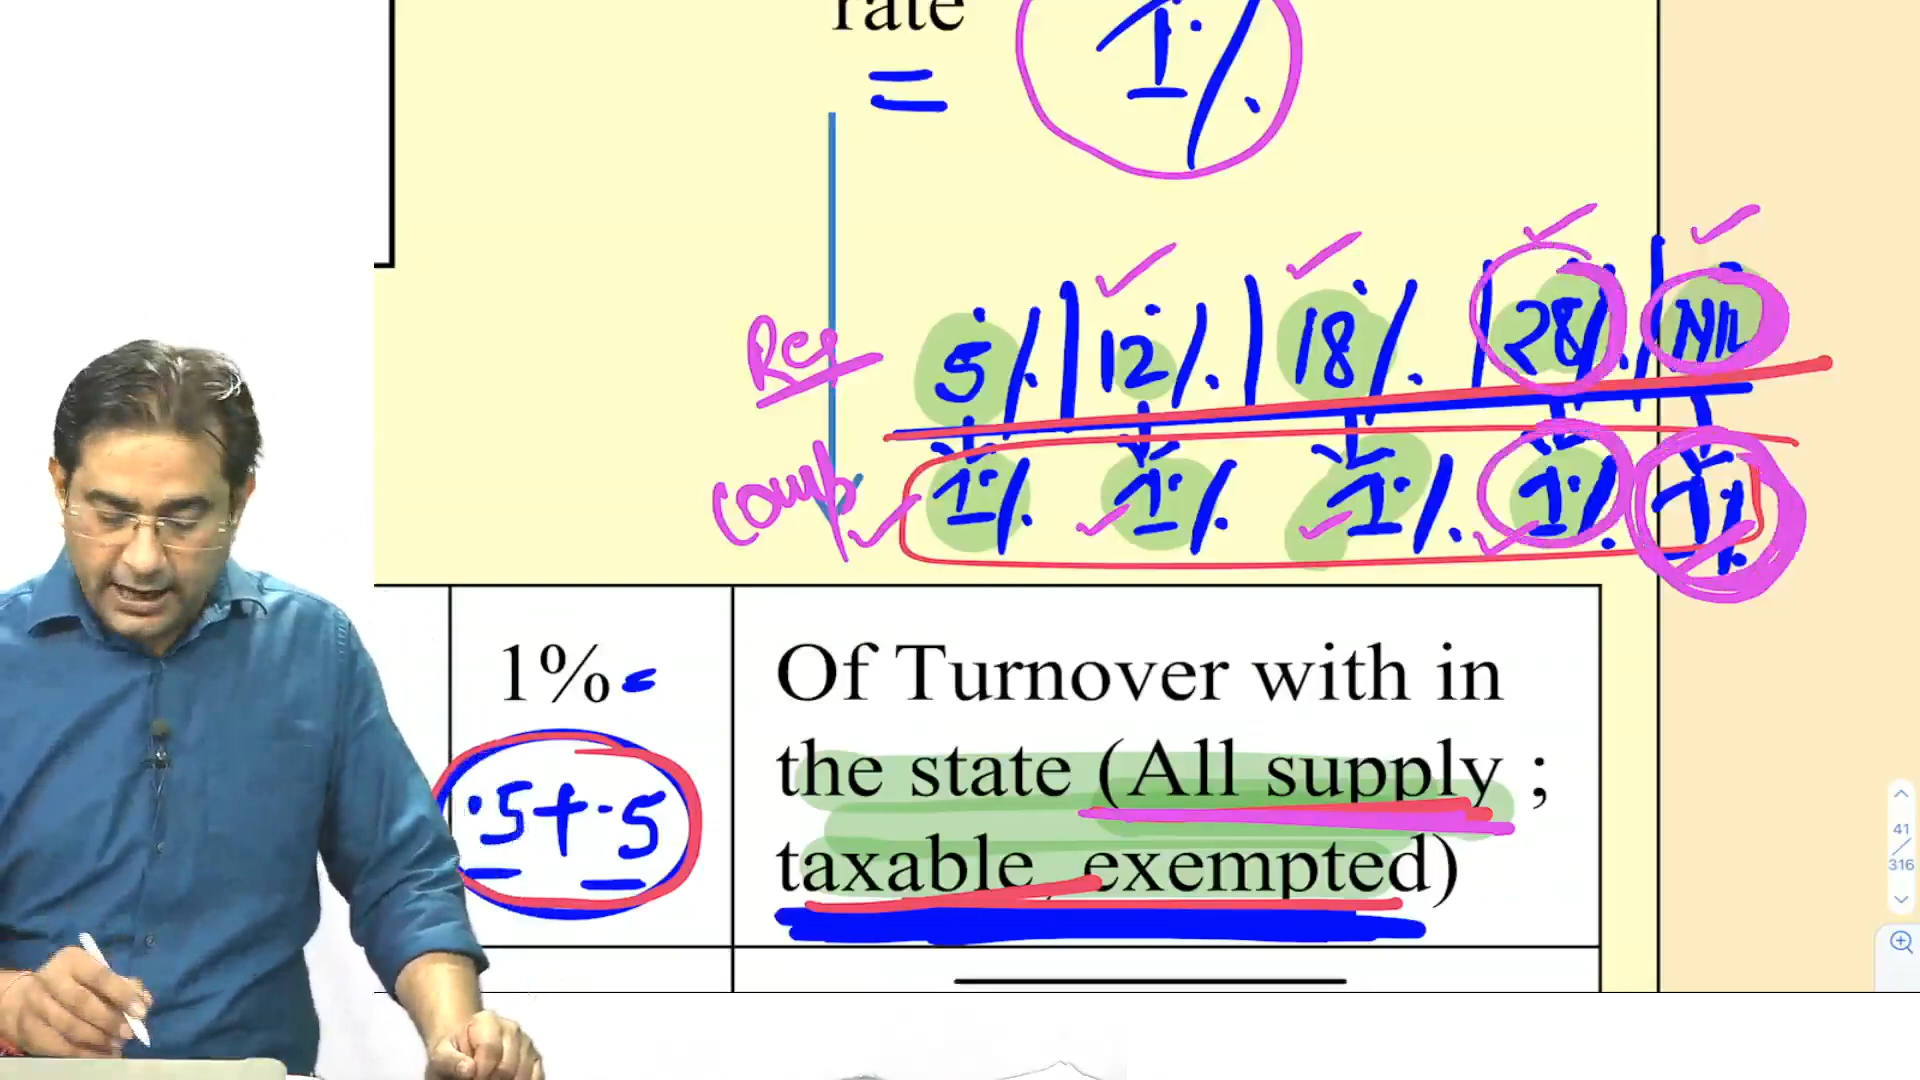 rate
= 1%
Reg 5% | 12% | 18% | 28% | Nil
Comp 1% 1% 1% 1% 1%
1% Of Turnover with in
the state (All supply ;
.5+.5 taxable, exempted)
41
316